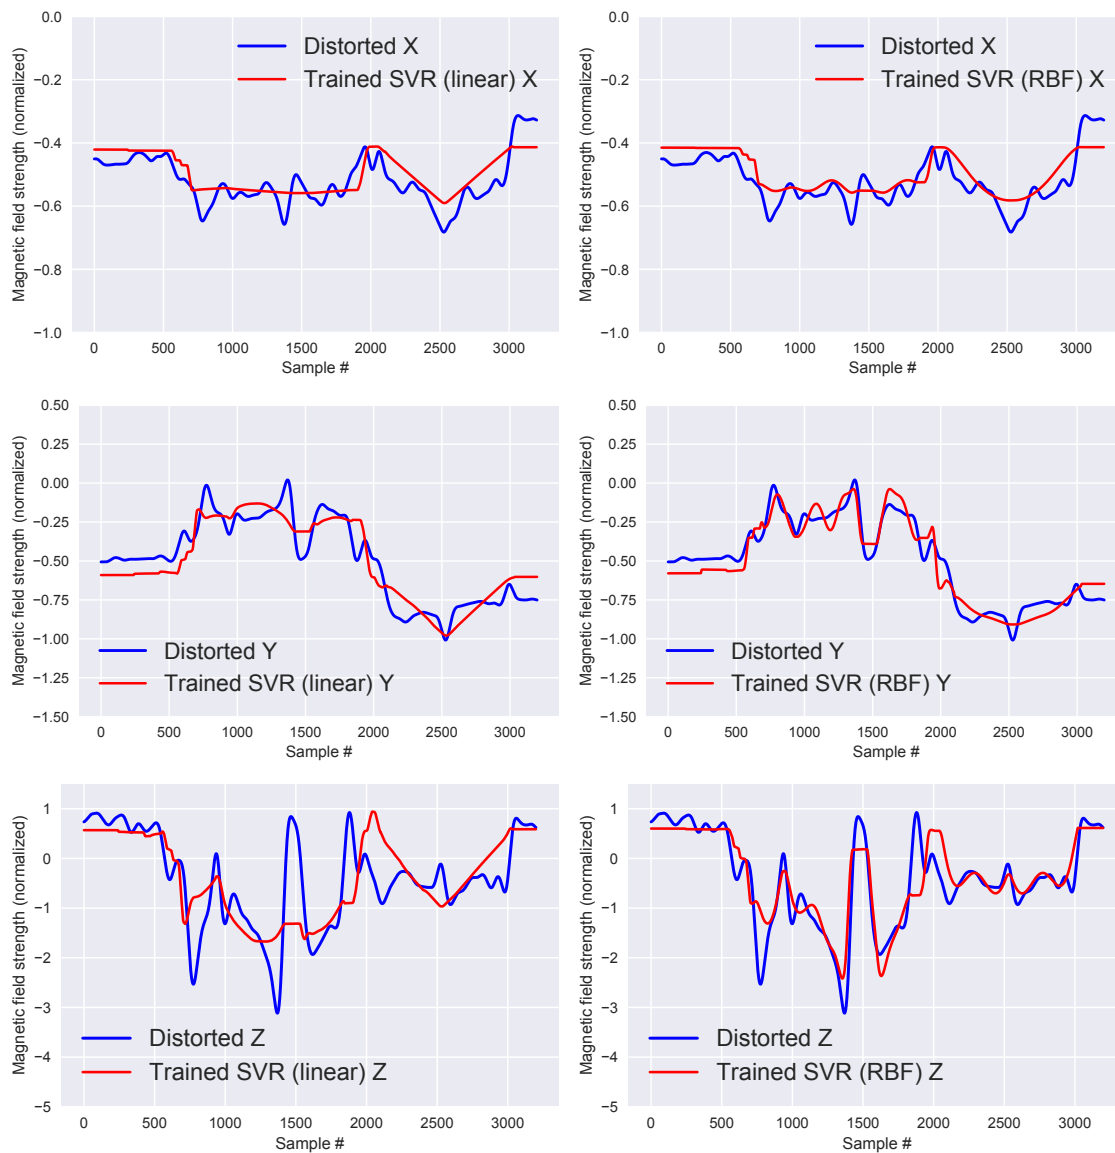 0.0
−0.2
−0.4
−0.6
−0.8
−1.0
Magnetic field strength (normalized)
Distorted X
Trained SVR (linear) X
0 500 1000 1500 2000 2500 3000
Sample #
0.0
−0.2
−0.4
−0.6
−0.8
−1.0
Magnetic field strength (normalized)
Distorted X
Trained SVR (RBF) X
0 500 1000 1500 2000 2500 3000
Sample #
0.50
0.25
0.00
−0.25
−0.50
−0.75
−1.00
−1.25
−1.50
Magnetic field strength (normalized)
Distorted Y
Trained SVR (linear) Y
0 500 1000 1500 2000 2500 3000
Sample #
0.50
0.25
0.00
−0.25
−0.50
−0.75
−1.00
−1.25
−1.50
Magnetic field strength (normalized)
Distorted Y
Trained SVR (RBF) Y
0 500 1000 1500 2000 2500 3000
Sample #
1
0
−1
−2
−3
−4
−5
Magnetic field strength (normalized)
Distorted Z
Trained SVR (linear) Z
0 500 1000 1500 2000 2500 3000
Sample #
1
0
−1
−2
−3
−4
−5
Magnetic field strength (normalized)
Distorted Z
Trained SVR (RBF) Z
0 500 1000 1500 2000 2500 3000
Sample #